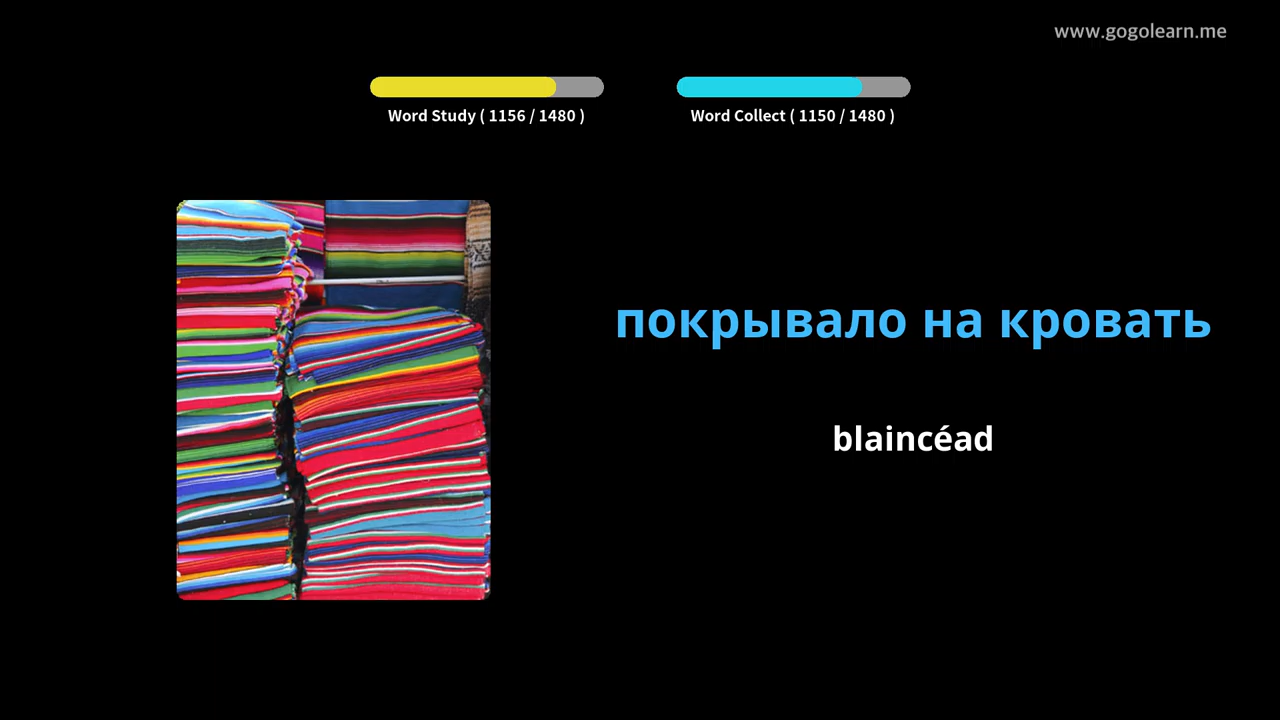 www.gogolearn.me
Word Study ( 1156 / 1480 )
Word Collect ( 1150 / 1480 )
покрывало на кровать
blaincéad